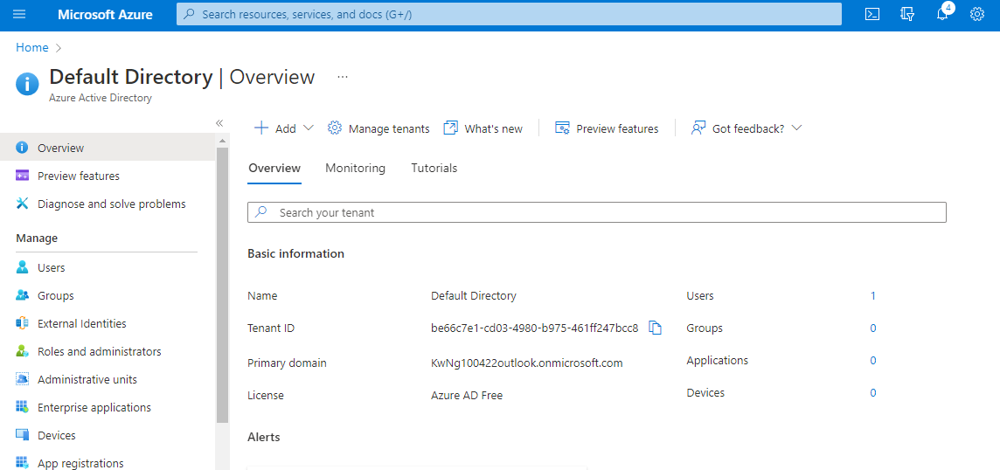 Microsoft Azure
Search resources, services, and docs (G+/)
4
Home
Default Directory | Overview
Azure Active Directory
Overview
Preview features
Diagnose and solve problems
Manage
Users
Groups
External Identities
Roles and administrators
Administrative units
Enterprise applications
Devices
App registrations
Add
Manage tenants
What's new
Preview features
Got feedback?
Overview
Monitoring
Tutorials
Search your tenant
Basic information
Name Default Directory Users 1
Tenant ID be66c7e1-cd03-4980-b975-461ff247bcc8 Groups 0
Primary domain KwNg100422outlook.onmicrosoft.com Applications 0
License Azure AD Free Devices 0
Alerts